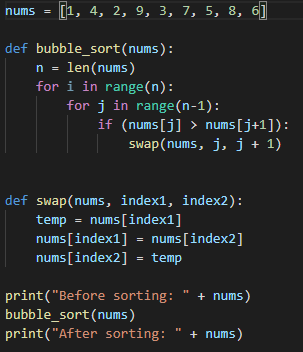 nums = [1, 4, 2, 9, 3, 7, 5, 8, 6]

def bubble_sort(nums):
    n = len(nums)
    for i in range(n):
        for j in range(n-1):
            if (nums[j] > nums[j+1]):
                swap(nums, j, j + 1)


def swap(nums, index1, index2):
    temp = nums[index1]
    nums[index1] = nums[index2]
    nums[index2] = temp

print("Before sorting: " + nums)
bubble_sort(nums)
print("After sorting: " + nums)